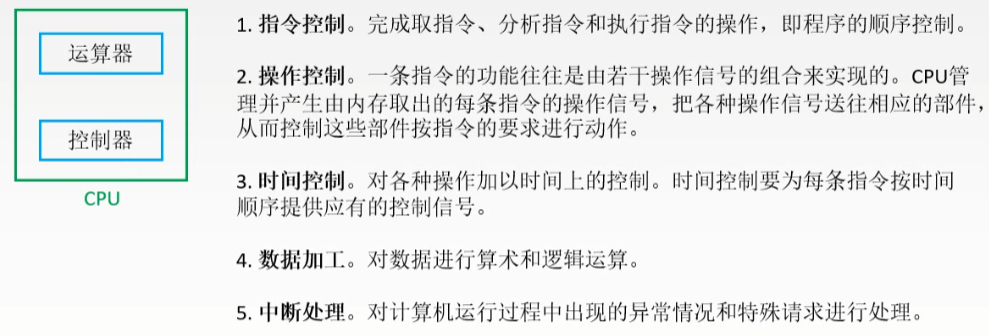 运算器
控制器
CPU
1. 指令控制。完成取指令、分析指令和执行指令的操作，即程序的顺序控制。
2. 操作控制。一条指令的功能往往是由若干操作信号的组合来实现的。CPU管
理并产生由内存取出的每条指令的操作信号，把各种操作信号送往相应的部件，
从而控制这些部件按指令的要求进行动作。
3. 时间控制。对各种操作加以时间上的控制。时间控制要为每条指令按时间
顺序提供应有的控制信号。
4. 数据加工。对数据进行算术和逻辑运算。
5. 中断处理。对计算机运行过程中出现的异常情况和特殊请求进行处理。